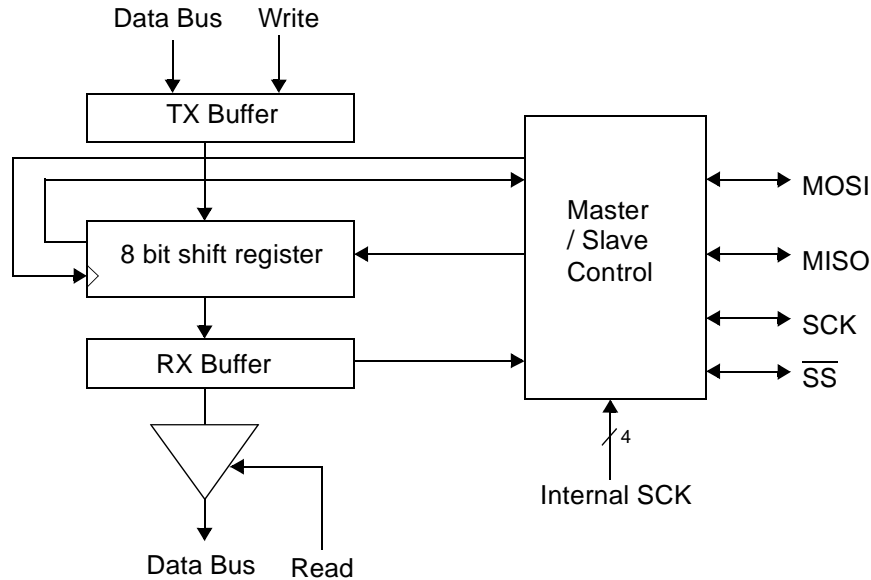 Data Bus Write
TX Buffer
MOSI
Master
/ Slave
Control
8 bit shift register
MISO
SCK
RX Buffer
SS
4
Internal SCK
Data Bus Read